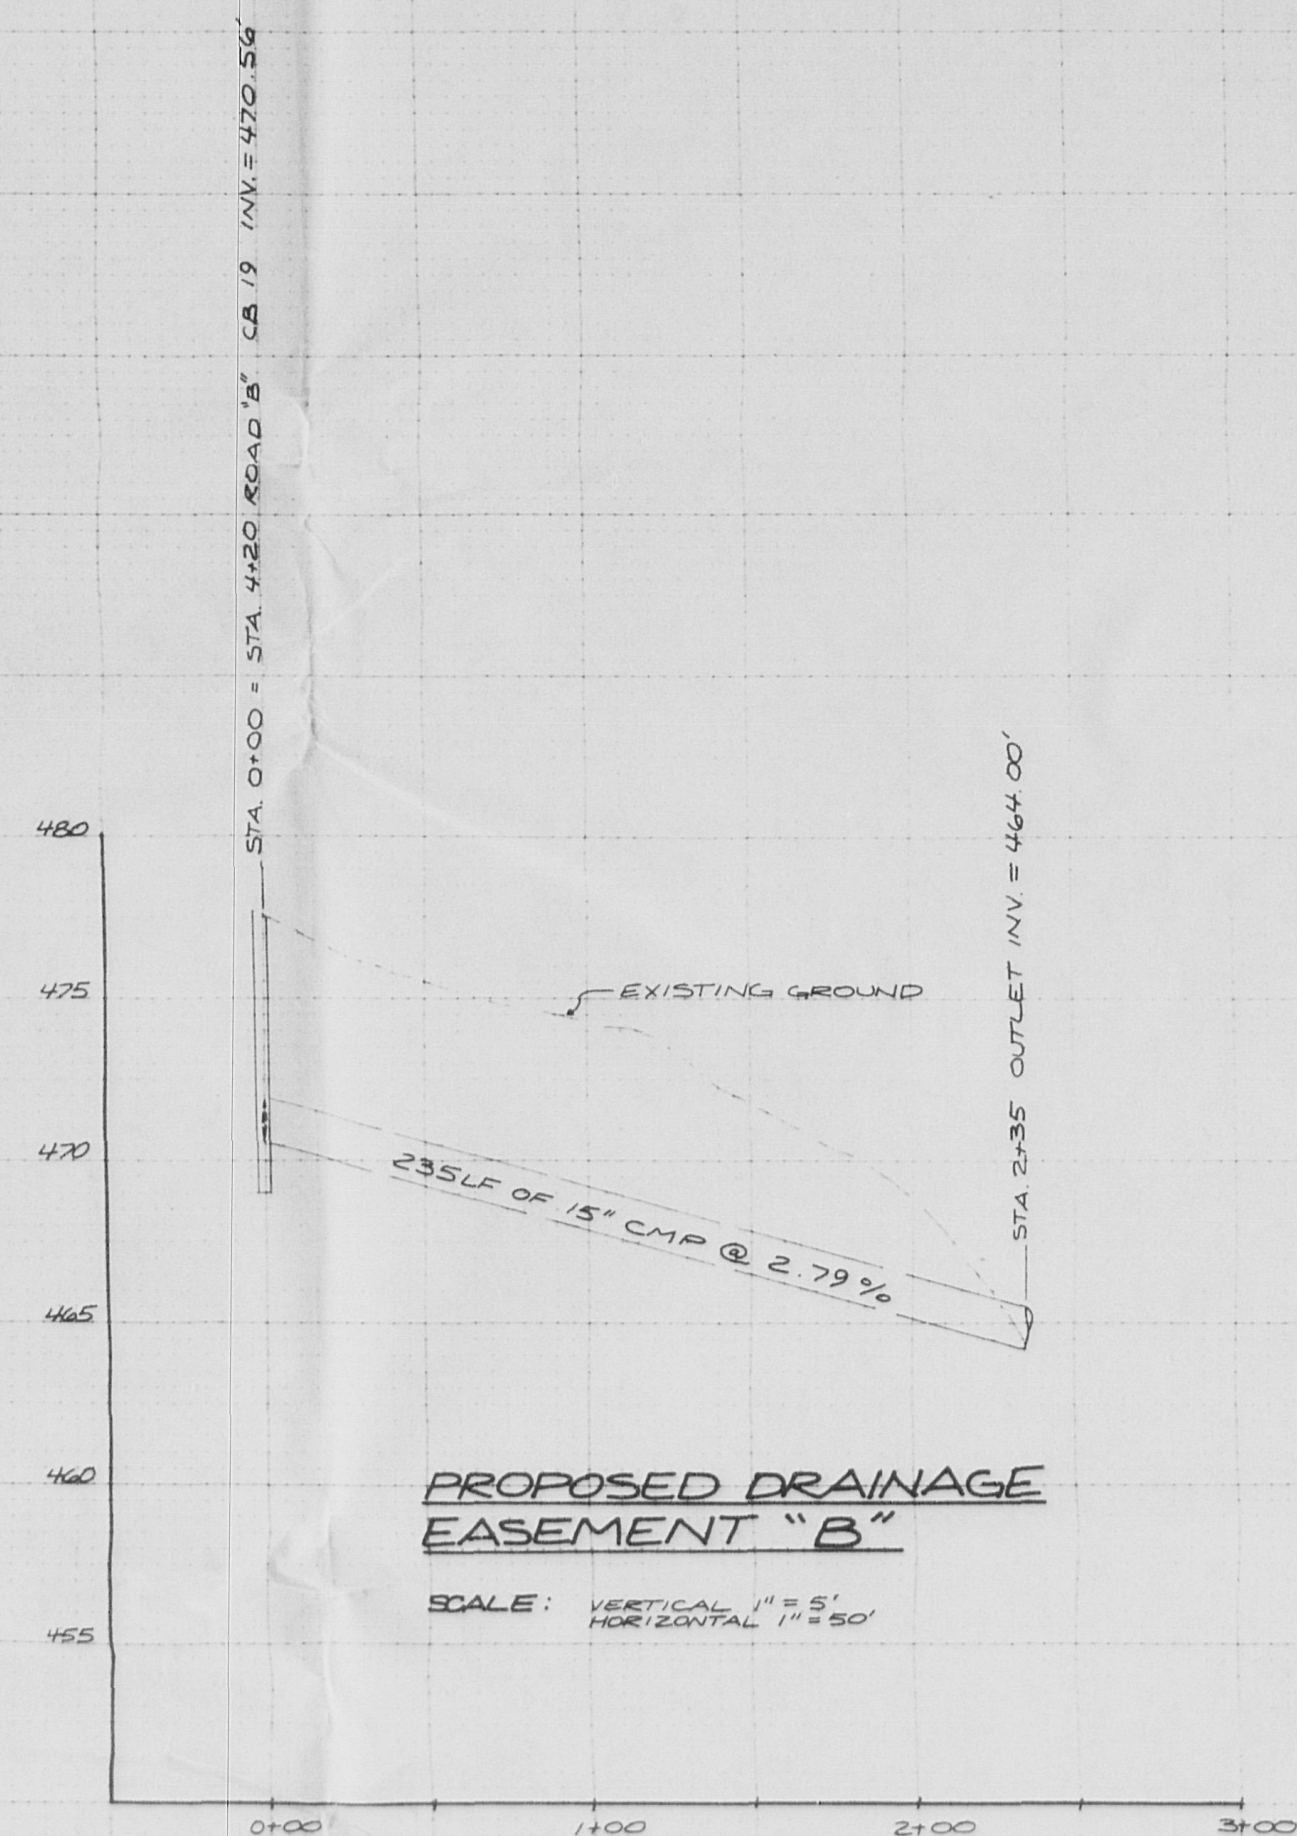 STA. 0+00 = STA. 4+20 ROAD "B" CB 19 INV. = 470.56'
STA. 2+35 OUTLET INV. = 464.00'
480
475
EXISTING GROUND
470
235LF OF 15" CMP @ 2.79%
465
460
PROPOSED DRAINAGE
EASEMENT "B"
SCALE: VERTICAL 1" = 5'
HORIZONTAL 1" = 50'
455
0+00 1+00 2+00 3+00